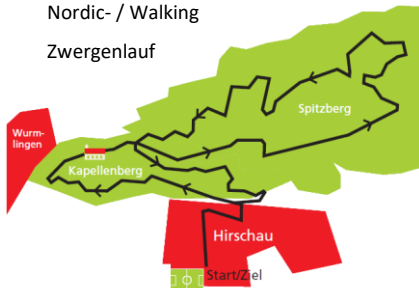 Nordic- / Walking
Zwergenlauf
Spitzberg
Wurm-
lingen
Kapellenberg
Hirschau
Start/Ziel